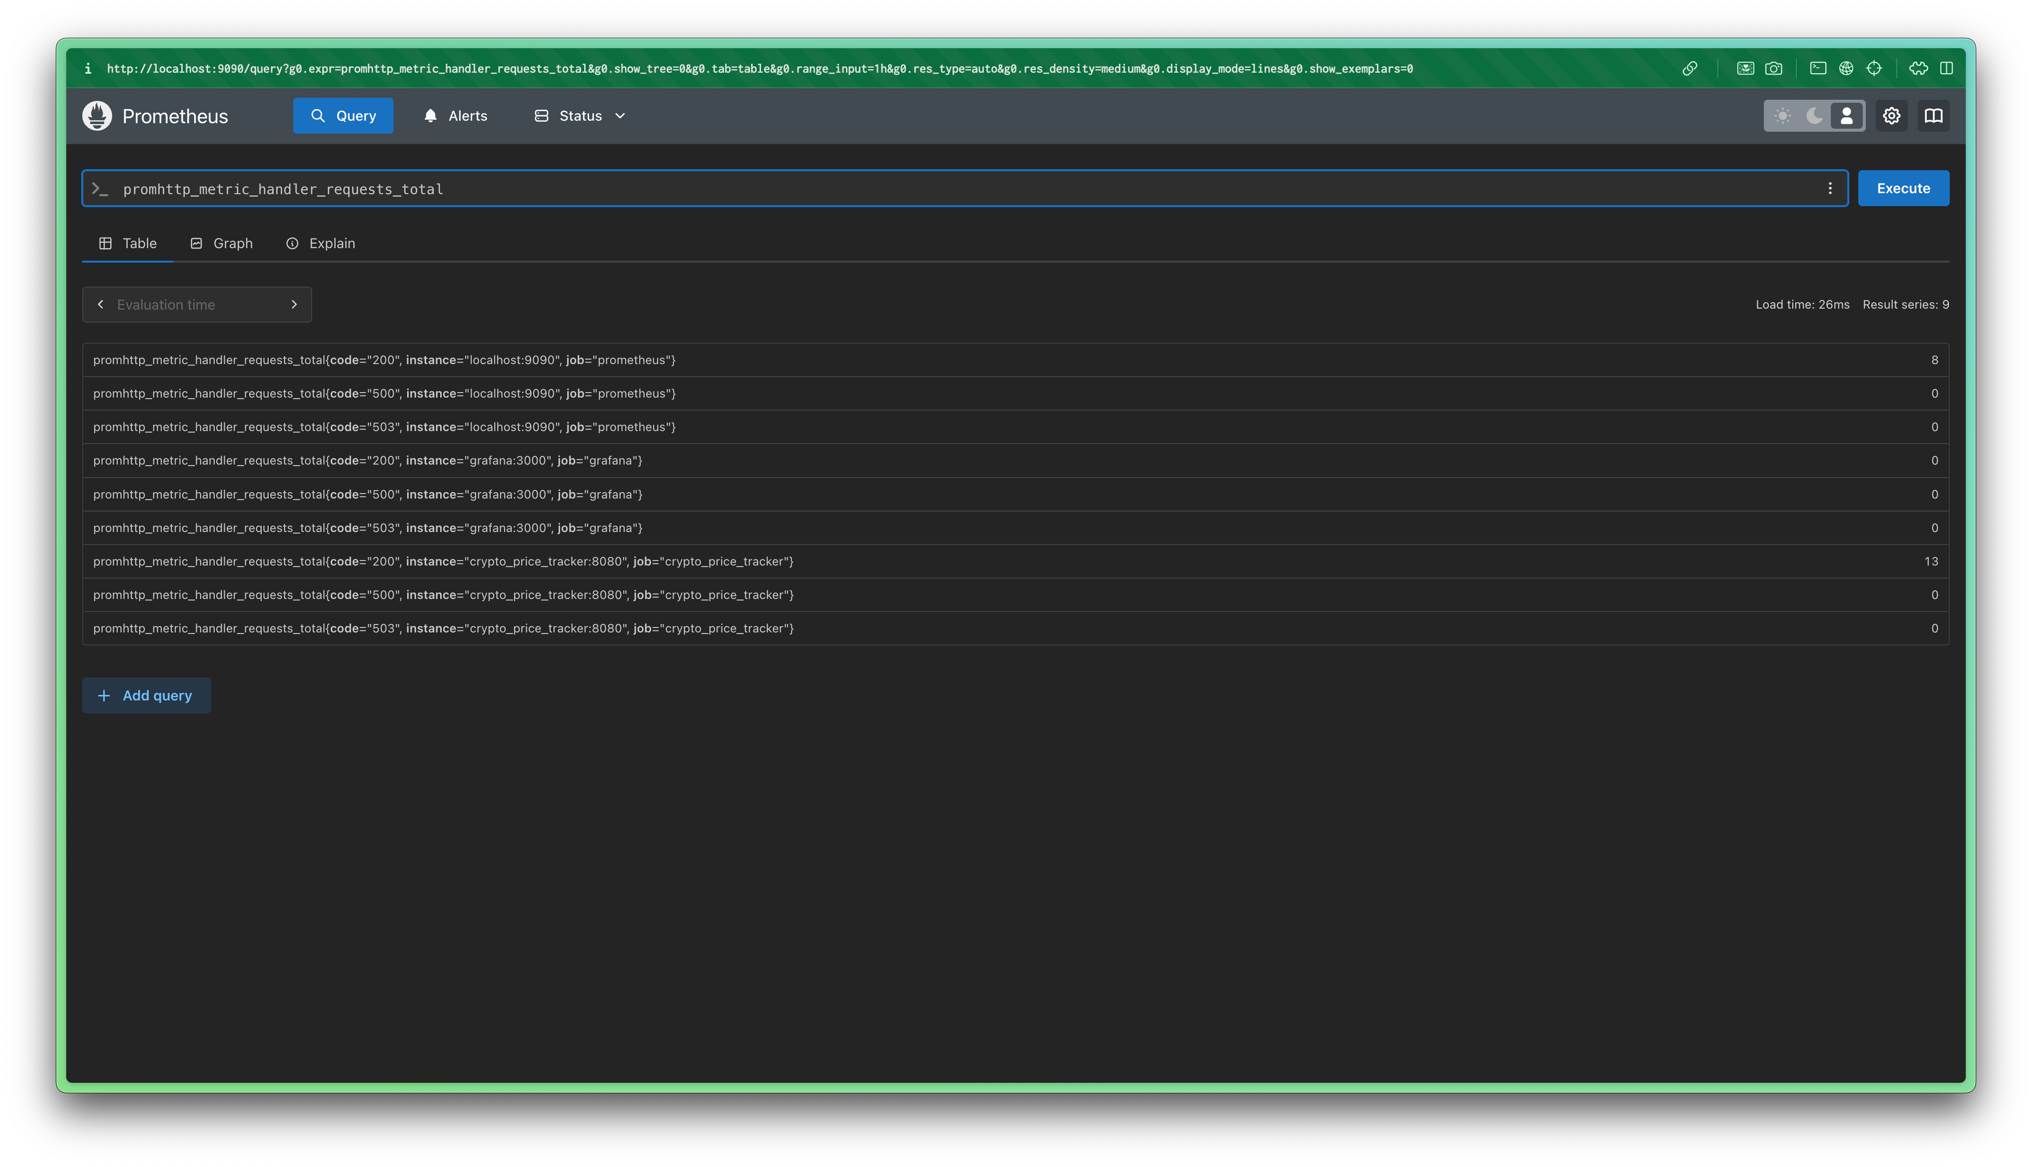 i http://localhost:9090/query?g0.expr=promhttp_metric_handler_requests_total&g0.show_tree=0&g0.tab=table&g0.range_input=1h&g0.res_type=auto&g0.res_density=medium&g0.display_mode=lines&g0.show_exemplars=0
Prometheus Query Alerts Status
>_ promhttp_metric_handler_requests_total Execute
Table Graph Explain
Evaluation time Load time: 26ms Result series: 9
promhttp_metric_handler_requests_total{code="200", instance="localhost:9090", job="prometheus"} 8
promhttp_metric_handler_requests_total{code="500", instance="localhost:9090", job="prometheus"} 0
promhttp_metric_handler_requests_total{code="503", instance="localhost:9090", job="prometheus"} 0
promhttp_metric_handler_requests_total{code="200", instance="grafana:3000", job="grafana"} 0
promhttp_metric_handler_requests_total{code="500", instance="grafana:3000", job="grafana"} 0
promhttp_metric_handler_requests_total{code="503", instance="grafana:3000", job="grafana"} 0
promhttp_metric_handler_requests_total{code="200", instance="crypto_price_tracker:8080", job="crypto_price_tracker"} 13
promhttp_metric_handler_requests_total{code="500", instance="crypto_price_tracker:8080", job="crypto_price_tracker"} 0
promhttp_metric_handler_requests_total{code="503", instance="crypto_price_tracker:8080", job="crypto_price_tracker"} 0
+ Add query